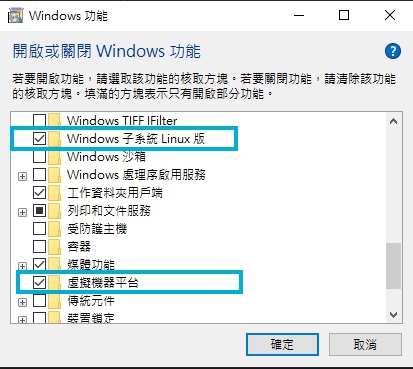 Windows 功能
開啟或關閉 Windows 功能
若要開啟功能，請選取該功能的核取方塊。若要關閉功能，請清除該功能
的核取方塊。填滿的方塊表示只有開啟部分功能。
Windows TIFF IFilter
Windows 子系統 Linux 版
Windows 沙箱
Windows 處理序啟用服務
工作資料夾用戶端
列印和文件服務
受防護主機
容器
媒體功能
虛擬機器平台
傳統元件
裝置鎖定
確定
取消